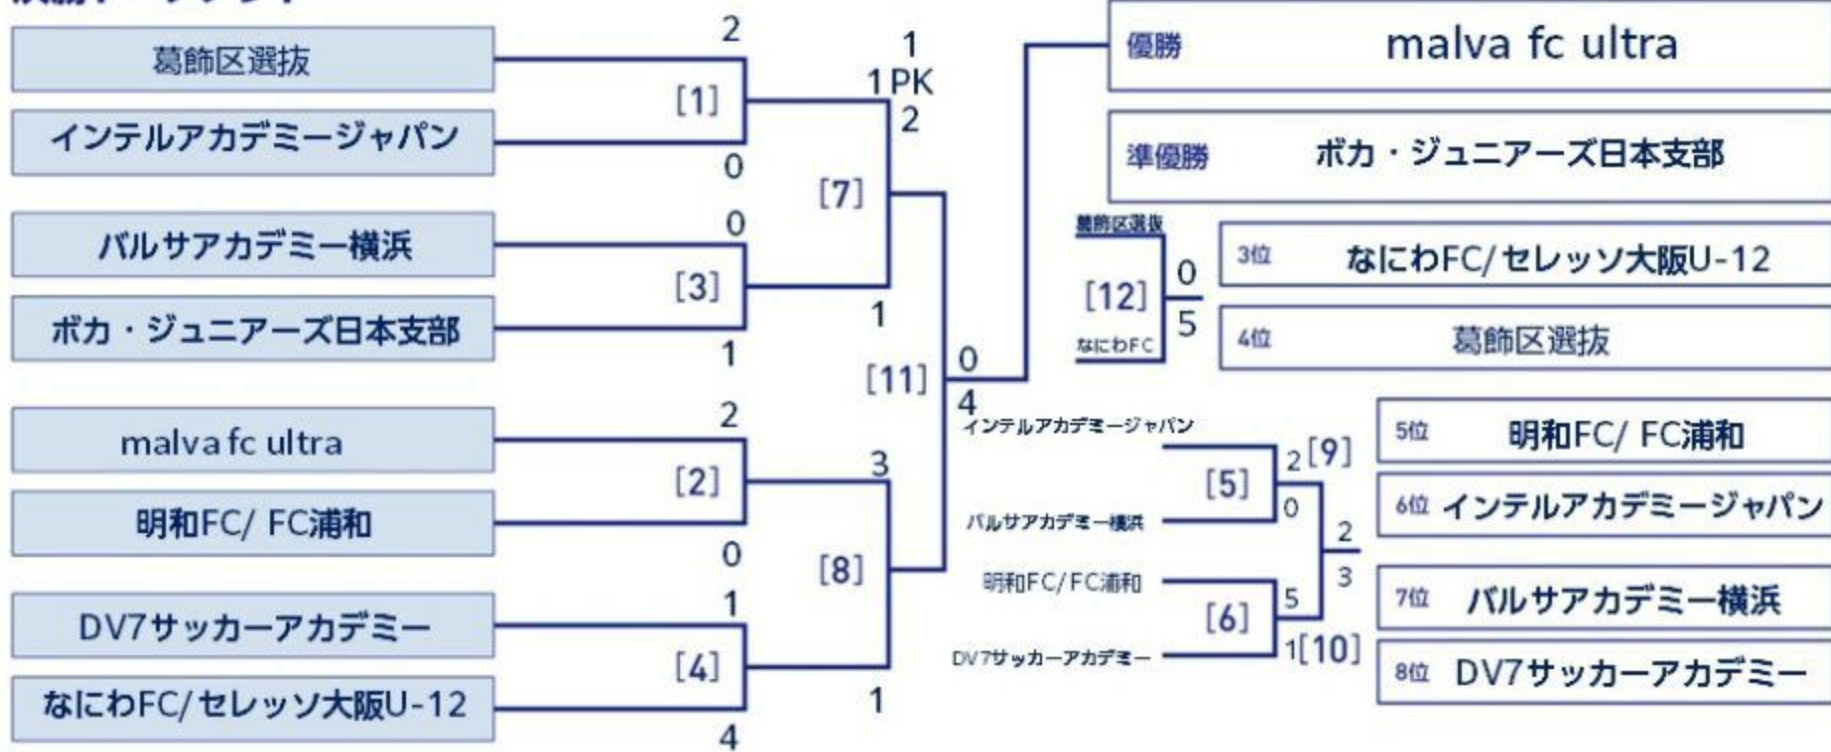 葛飾区選抜
2
[1]
インテルアカデミージャパン
0
1
1 PK
2
[7]
バルサアカデミー横浜
0
[3]
ボカ・ジュニアーズ日本支部
1
1
[11]
0
4
malva fc ultra
2
[2]
明和FC/ FC浦和
0
3
[8]
DV7サッカーアカデミー
1
[4]
なにわFC/セレッソ大阪U-12
4
1
優勝 malva fc ultra
準優勝 ボカ・ジュニアーズ日本支部
葛飾区選抜
[12]
0
5
なにわFC
3位 なにわFC/セレッソ大阪U-12
4位 葛飾区選抜
インテルアカデミージャパン
2 [9]
[5]
0
バルサアカデミー横浜
2
3
明和FC/FC浦和
5
[6]
1[10]
DV7サッカーアカデミー
5位 明和FC/ FC浦和
6位 インテルアカデミージャパン
7位 バルサアカデミー横浜
8位 DV7サッカーアカデミー